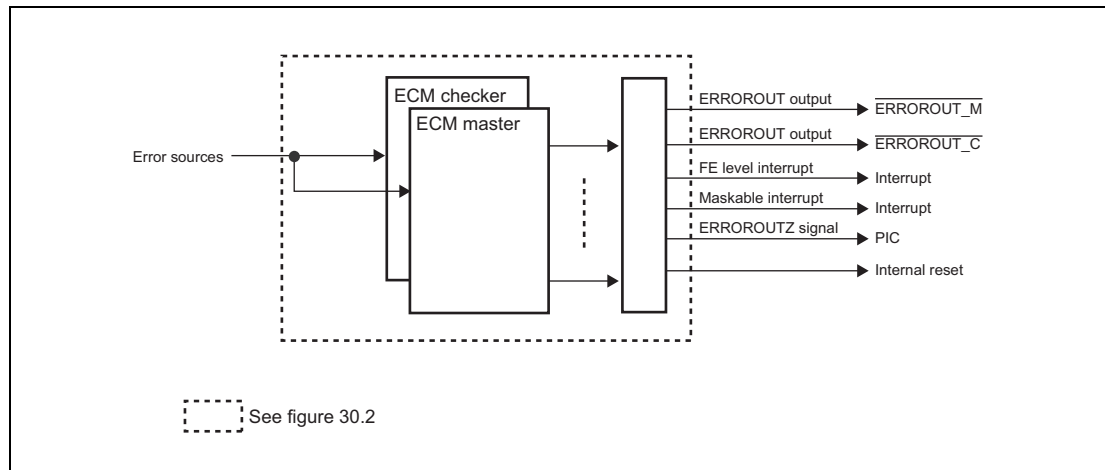 ECM checker
ECM master
Error sources
ERROROUT output
ERROROUT_M
ERROROUT output
ERROROUT_C
FE level interrupt
Interrupt
Maskable interrupt
Interrupt
ERROROUTZ signal
PIC
Internal reset
See figure 30.2